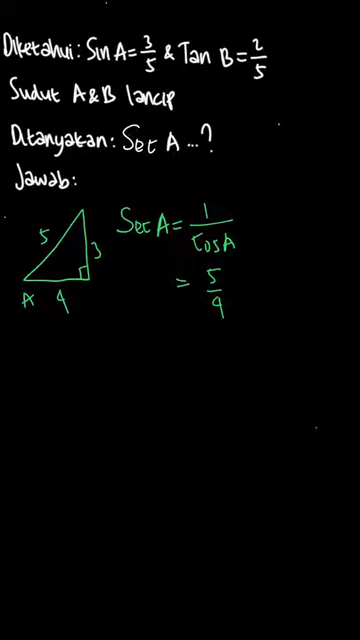 Diketahui: Sin A = 3/5 & Tan B = 2/5
Sudut A & B lancip
Ditanyakan: Sec A ...?
Jawab:
5
3
A 4
Sec A = 1/cos A
= 5/4